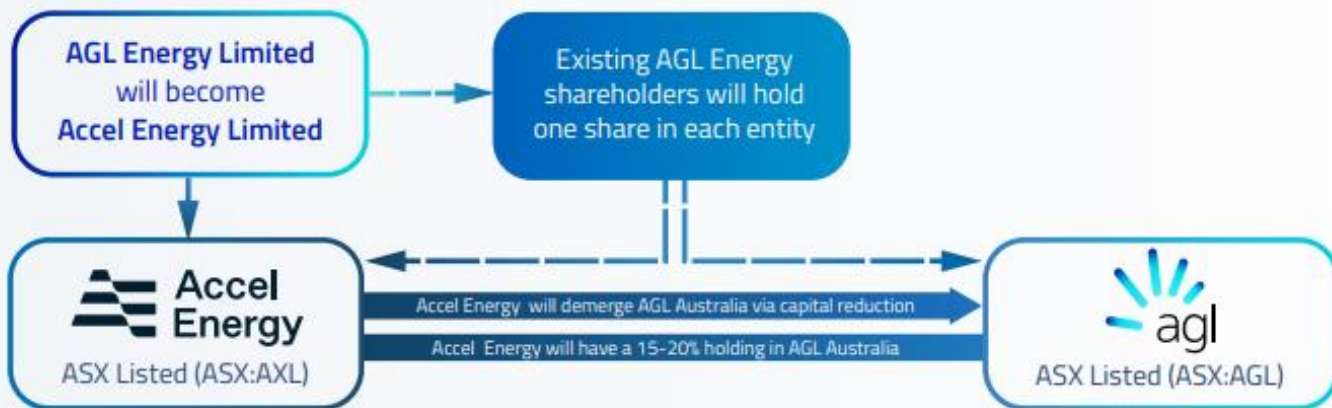 AGL Energy Limited
will become
Accel Energy Limited
Existing AGL Energy
shareholders will hold
one share in each entity
Accel
Energy
ASX Listed (ASX:AXL)
Accel Energy will demerge AGL Australia via capital reduction
Accel Energy will have a 15-20% holding in AGL Australia
agl
ASX Listed (ASX:AGL)